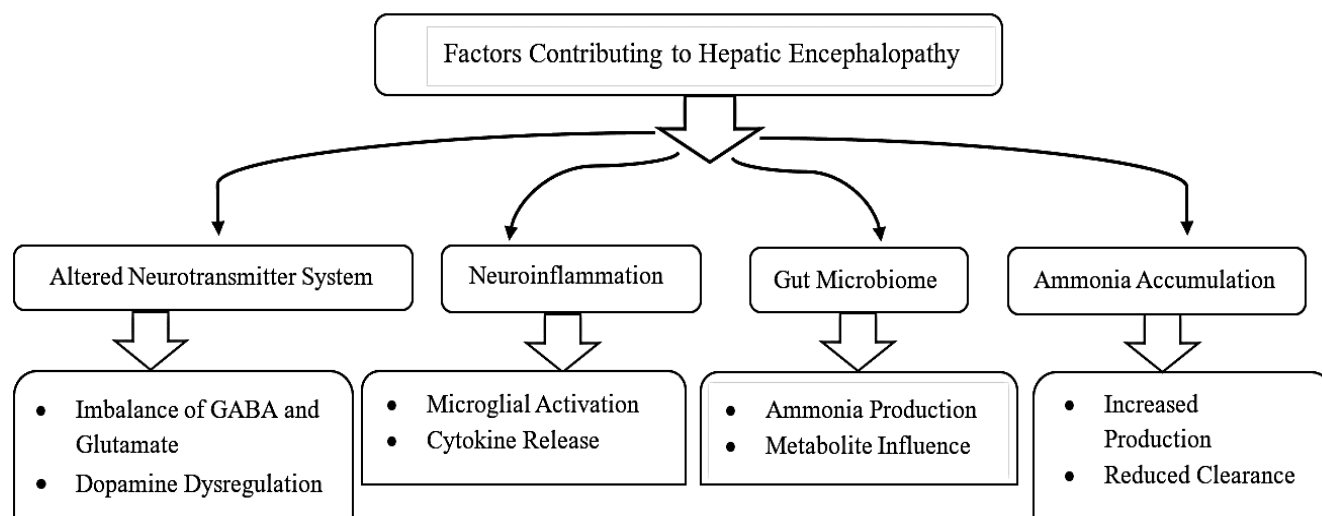 Factors Contributing to Hepatic Encephalopathy
Altered Neurotransmitter System
Neuroinflammation
Gut Microbiome
Ammonia Accumulation
• Imbalance of GABA and
Glutamate
• Dopamine Dysregulation
• Microglial Activation
• Cytokine Release
• Ammonia Production
• Metabolite Influence
• Increased
Production
• Reduced Clearance